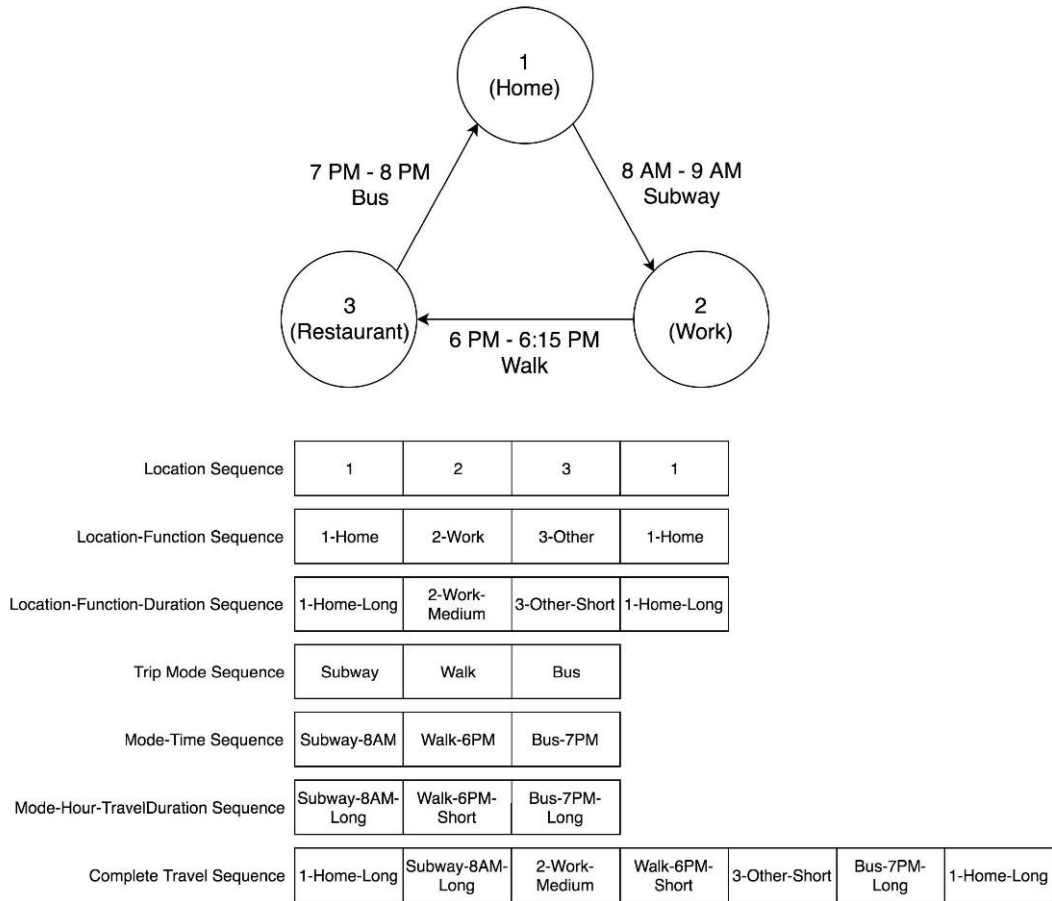 1
(Home)
7 PM - 8 PM
Bus
8 AM - 9 AM
Subway
3
(Restaurant)
2
(Work)
6 PM - 6:15 PM
Walk
Location Sequence
1
2
3
1
Location-Function Sequence
1-Home
2-Work
3-Other
1-Home
Location-Function-Duration Sequence
1-Home-Long
2-Work-
Medium
3-Other-Short
1-Home-Long
Trip Mode Sequence
Subway
Walk
Bus
Mode-Time Sequence
Subway-8AM
Walk-6PM
Bus-7PM
Mode-Hour-TravelDuration Sequence
Subway-8AM-
Long
Walk-6PM-
Short
Bus-7PM-
Long
Complete Travel Sequence
1-Home-Long
Subway-8AM-
Long
2-Work-
Medium
Walk-6PM-
Short
3-Other-Short
Bus-7PM-
Long
1-Home-Long